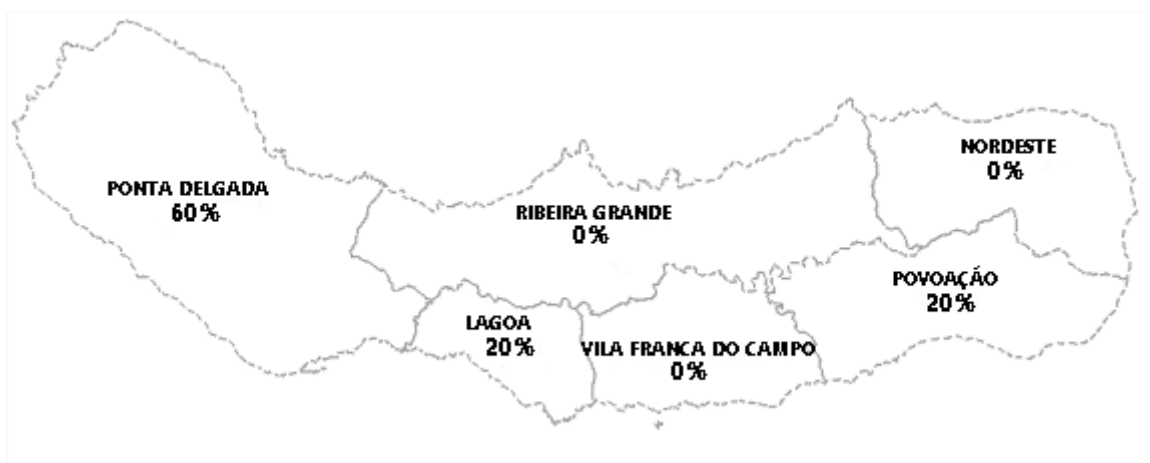 NORDESTE
0%
PONTA DELGADA
60%
RIBEIRA GRANDE
0%
POVOAÇÃO
20%
LAGOA
20%
VILA FRANCA DO CAMPO
0%